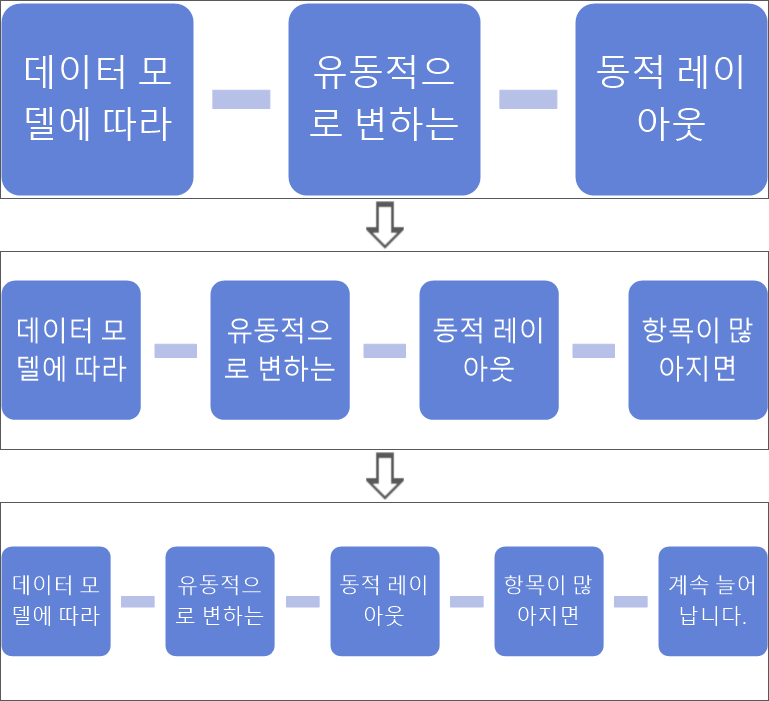 데이터 모
델에 따라
유동적으
로 변하는
동적 레이
아웃
데이터 모
델에 따라
유동적으
로 변하는
동적 레이
아웃
항목이 많
아지면
데이터 모
델에 따라
유동적으
로 변하는
동적 레이
아웃
항목이 많
아지면
계속 늘어
납니다.